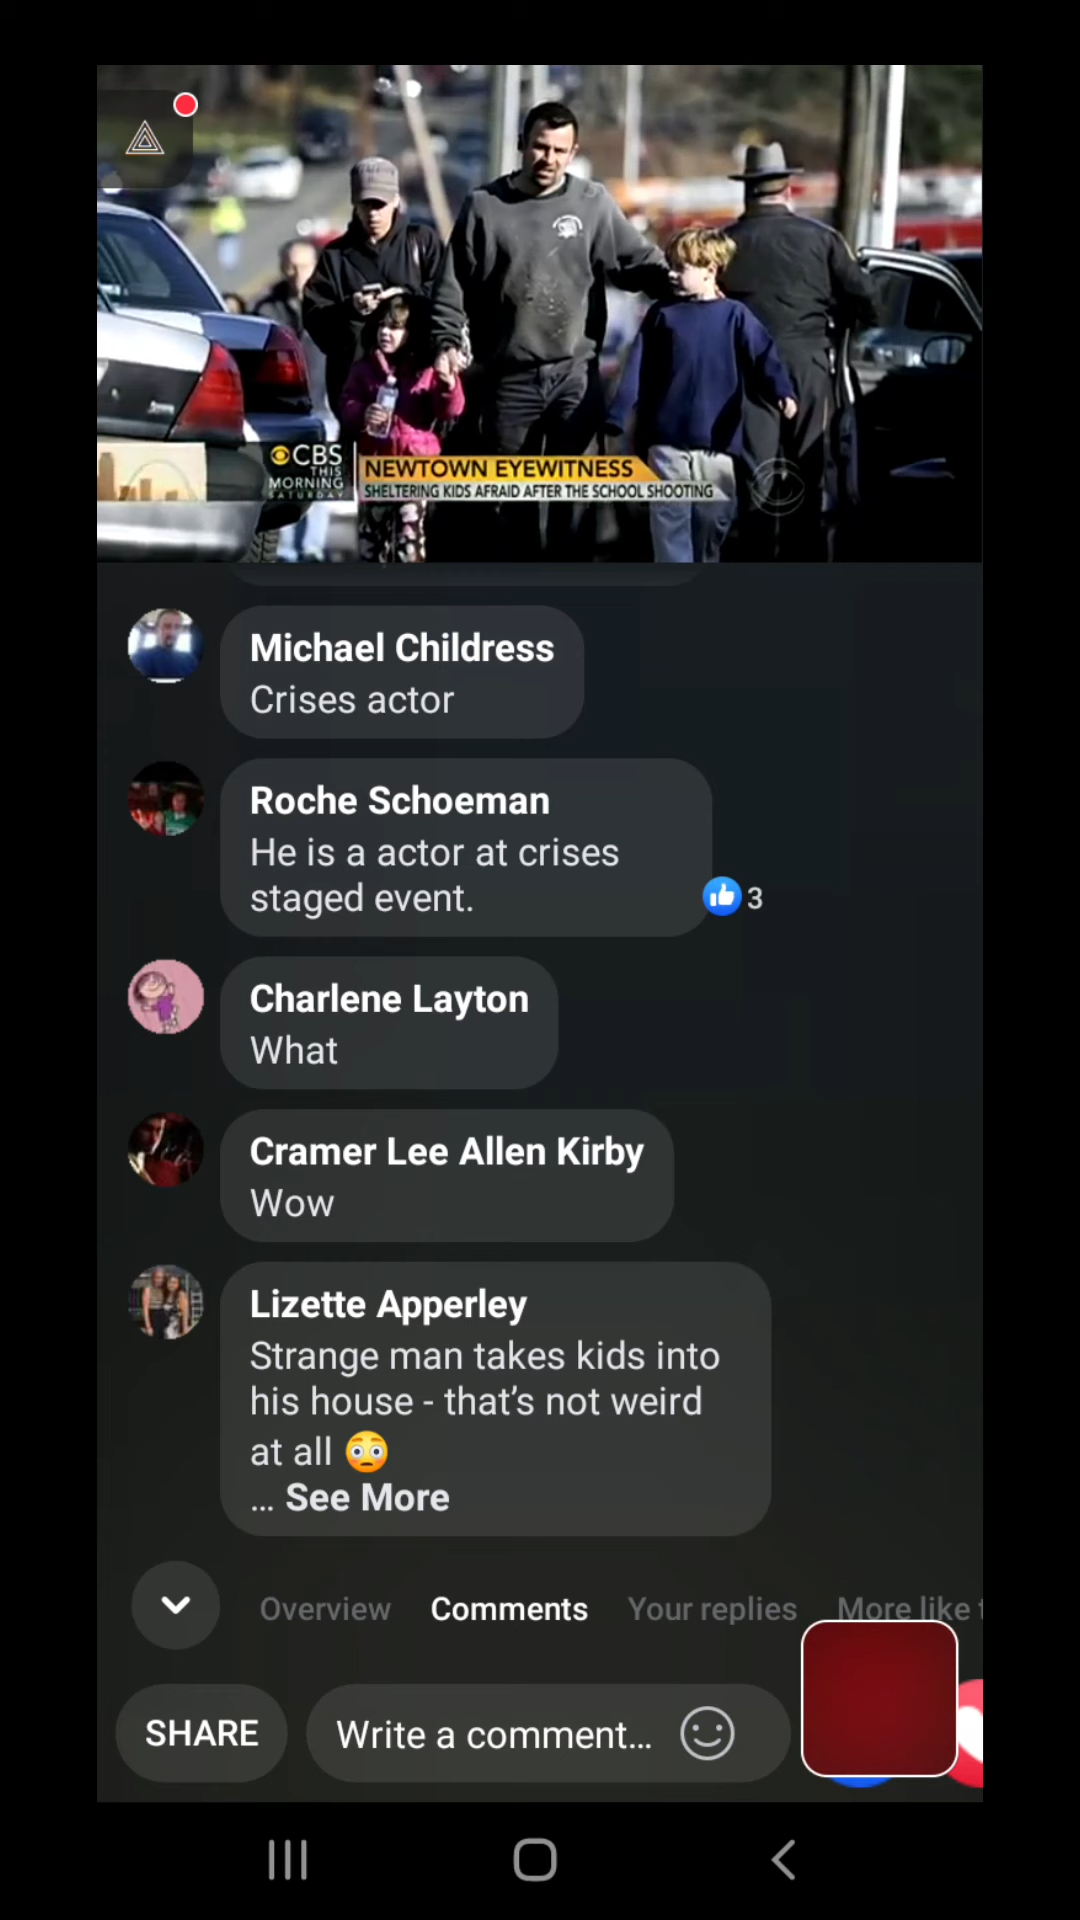 CBS
THIS
MORNING
SATURDAY
NEWTOWN EYEWITNESS
SHELTERING KIDS AFRAID AFTER THE SCHOOL SHOOTING
Michael Childress
Crises actor
Roche Schoeman
He is a actor at crises
staged event.
3
Charlene Layton
What
Cramer Lee Allen Kirby
Wow
Lizette Apperley
Strange man takes kids into
his house - that's not weird
at all 😳
... See More
Overview Comments Your replies More like
SHARE Write a comment...